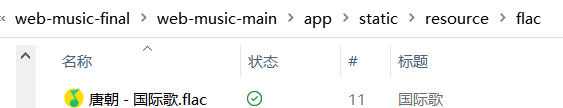 « web-music-final > web-music-main > app > static > resource > flac
名称 状态 # 标题
唐朝 - 国际歌.flac 11 国际歌